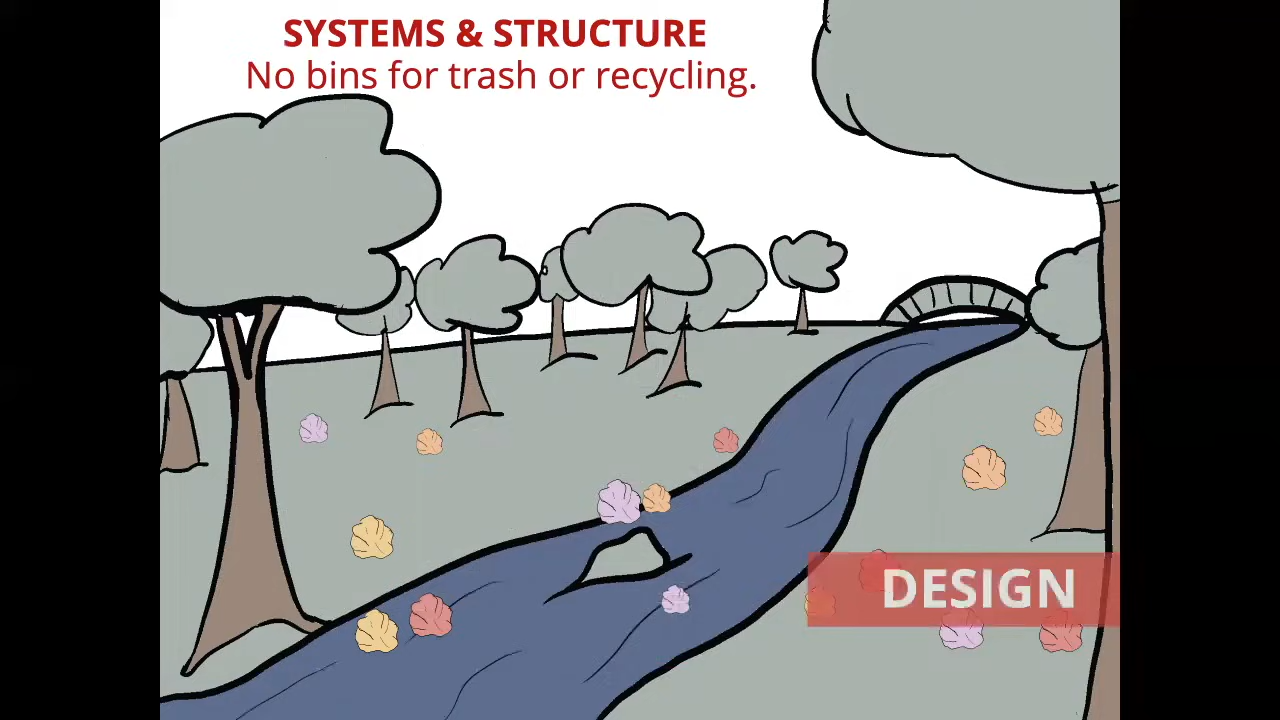 SYSTEMS & STRUCTURE
No bins for trash or recycling.
DESIGN